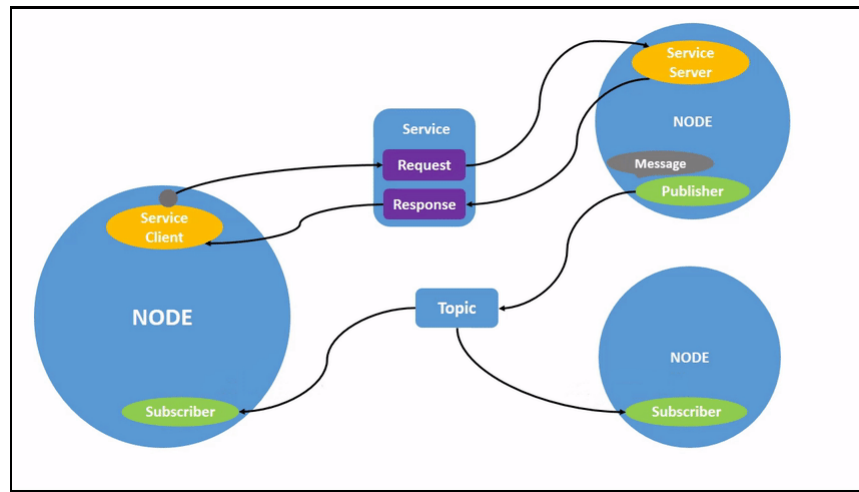 Service
Server
NODE
Message
Publisher
Service
Request
Response
Service
Client
NODE
Subscriber
Topic
NODE
Subscriber